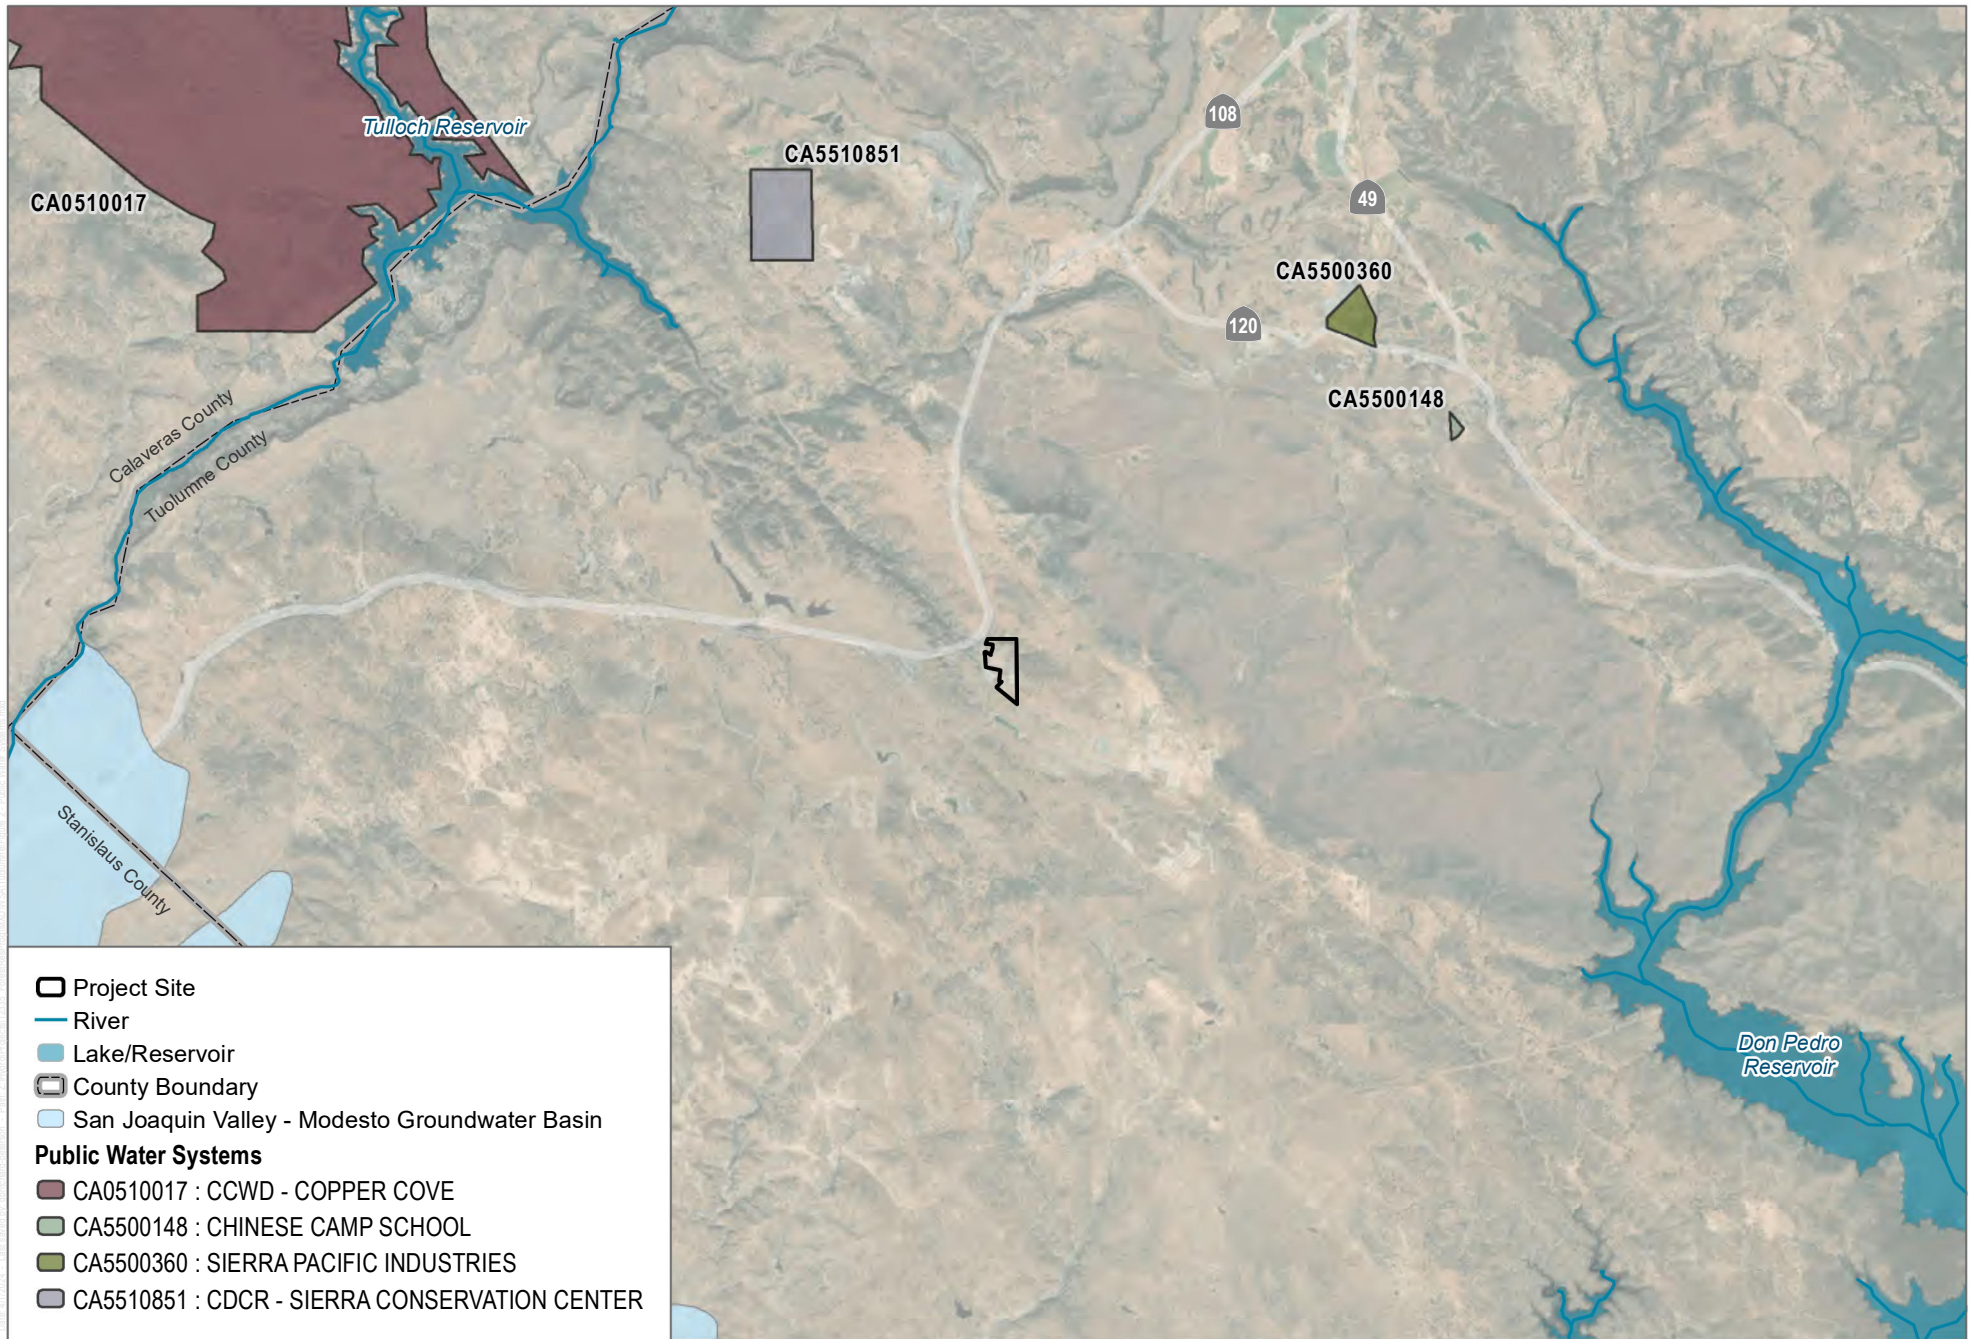 Tulloch Reservoir
108
CA5510851
49
CA0510017
CA5500360
120
CA5500148
Calaveras County
Tuolumne County
Stanislaus County
Don Pedro
Reservoir
Project Site
River
Lake/Reservoir
County Boundary
San Joaquin Valley - Modesto Groundwater Basin
Public Water Systems
CA0510017 : CCWD - COPPER COVE
CA5500148 : CHINESE CAMP SCHOOL
CA5500360 : SIERRA PACIFIC INDUSTRIES
CA5510851 : CDCR - SIERRA CONSERVATION CENTER